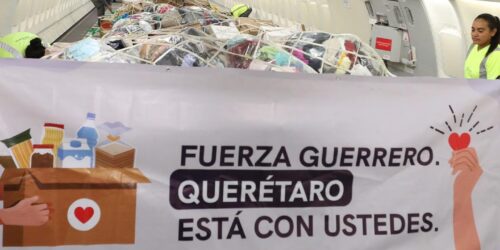 FUERZA GUERRERO.
QUERÉTARO
ESTÁ CON USTEDES.